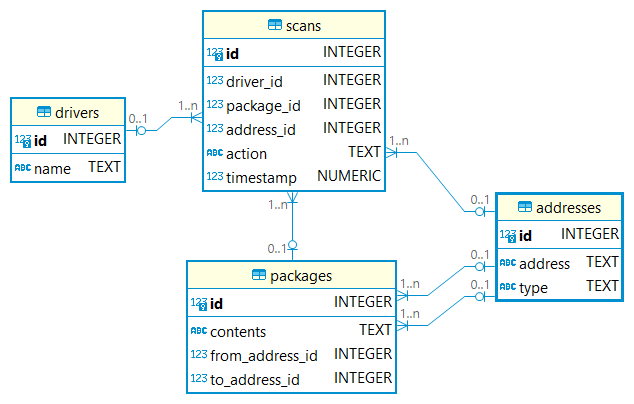 scans
123 id INTEGER
123 driver_id INTEGER
123 package_id INTEGER
123 address_id INTEGER
ABC action TEXT
123 timestamp NUMERIC
drivers
123 id INTEGER
ABC name TEXT
0..1
1..n
1..n
0..1
addresses
123 id INTEGER
ABC address TEXT
ABC type TEXT
1..n
0..1
0..1
0..1
1..n
1..n
packages
123 id INTEGER
ABC contents TEXT
123 from_address_id INTEGER
123 to_address_id INTEGER